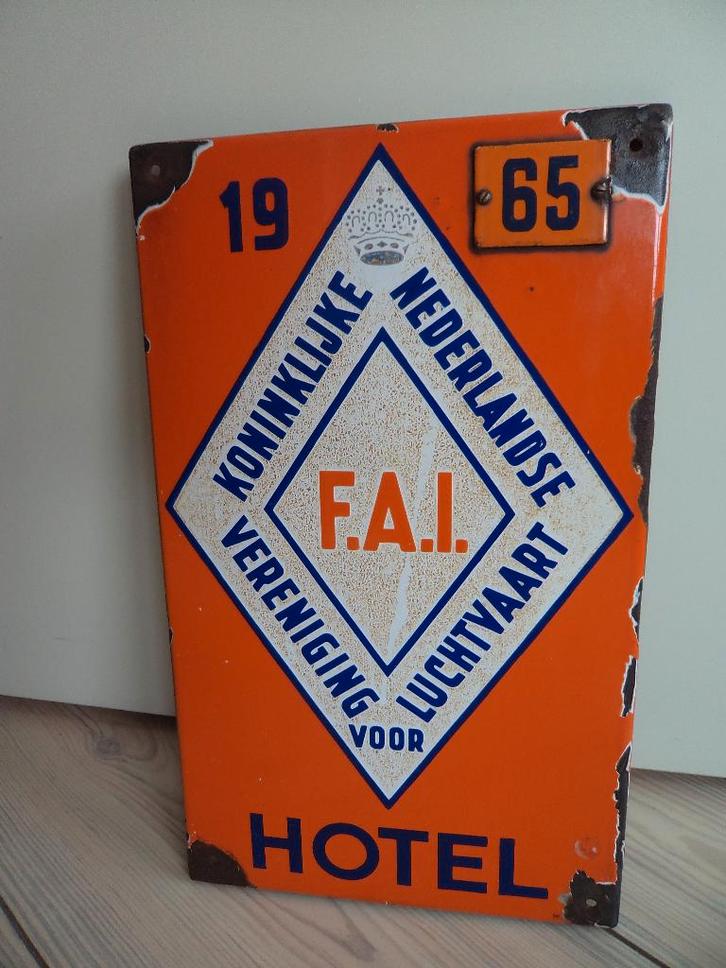 19 65
KONINKLIJKE
NEDERLANDSE
F.A.I.
VERENIGING
VOOR
LUCHTVAART
HOTEL